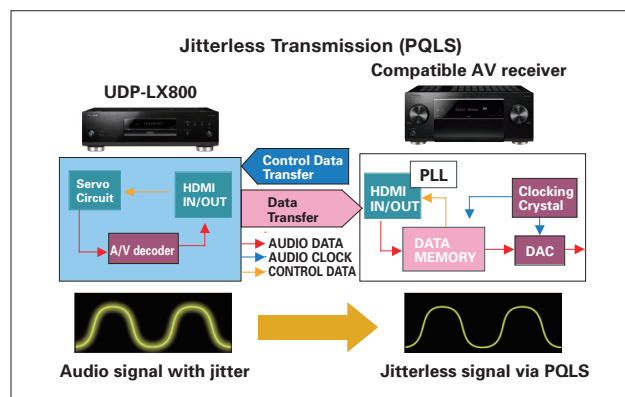 Jitterless Transmission (PQLS)
UDP-LX800
Compatible AV receiver
Servo
Circuit
HDMI
IN/OUT
A/V decoder
Control Data
Transfer
Data
Transfer
AUDIO DATA
AUDIO CLOCK
CONTROL DATA
HDMI
IN/OUT
PLL
DATA
MEMORY
Clocking
Crystal
DAC
Audio signal with jitter
Jitterless signal via PQLS